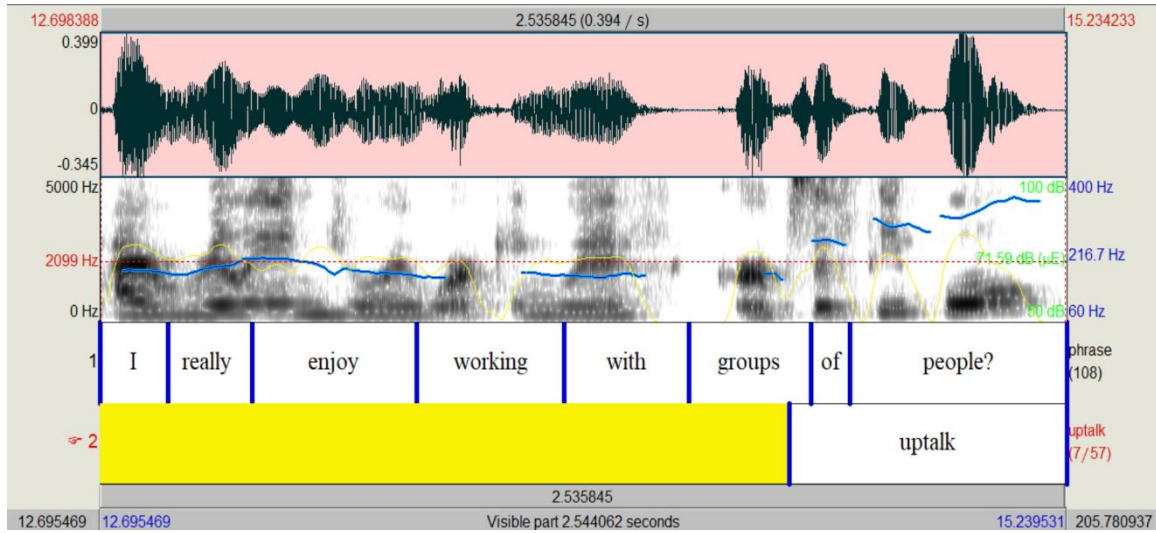 12.698388 2.535845 (0.394 / s) 15.234233
0.399
0
-0.345
5000 Hz 100 dB 400 Hz
2099 Hz 71.59 dB (µE) 216.7 Hz
0 Hz 50 dB 60 Hz
1 I really enjoy working with groups of people? phrase
(108)
☞ 2 uptalk uptalk
(7/57)
2.535845
12.695469 12.695469 Visible part 2.544062 seconds 15.239531 205.780937